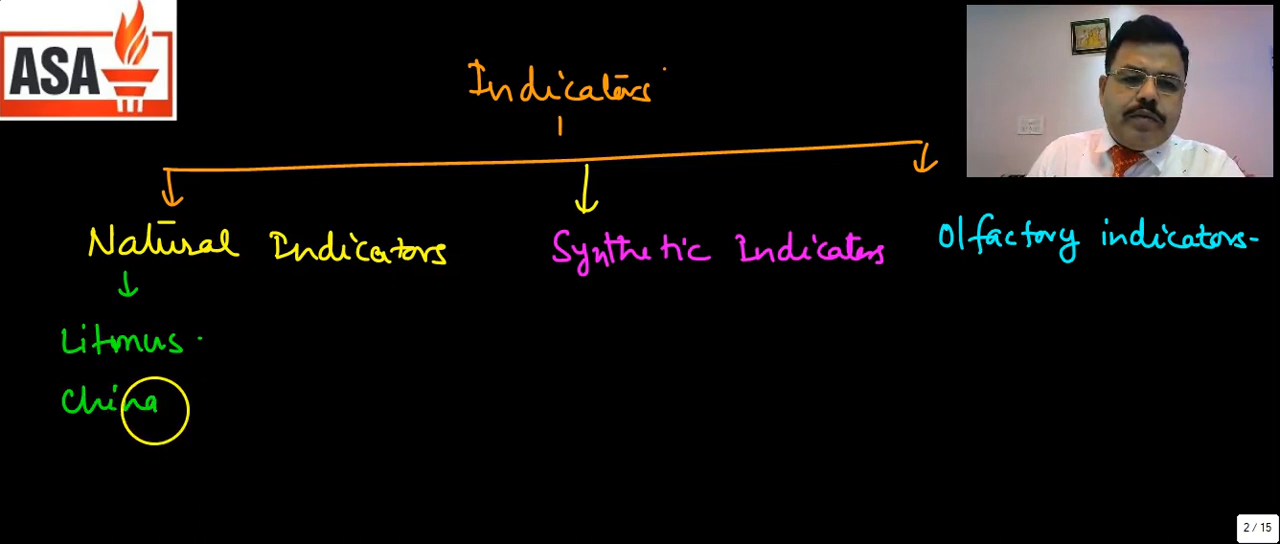 ASA
Indicators
Natural Indicators
Synthetic Indicators
Olfactory indicators-
Litmus
China
2 / 15